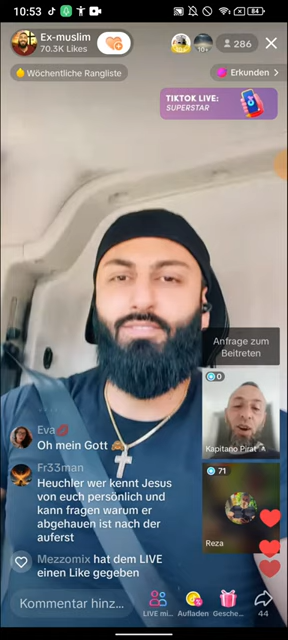 10:53
84
Ex-muslim
70.3K Likes
10+
286
Wöchentliche Rangliste
Erkunden >
TIKTOK LIVE:
SUPERSTAR
Anfrage zum
Beitreten
0
Kapitano Pirat
71
Reza
Eva
Oh mein Gott
Fr33man
Heuchler wer kennt Jesus
von euch persönlich und
kann fragen warum er
abgehauen ist nach der
auferst
Mezzomix hat dem LIVE
einen Like gegeben
Kommentar hinz...
LIVE mi...
Aufladen
Gesche...
44